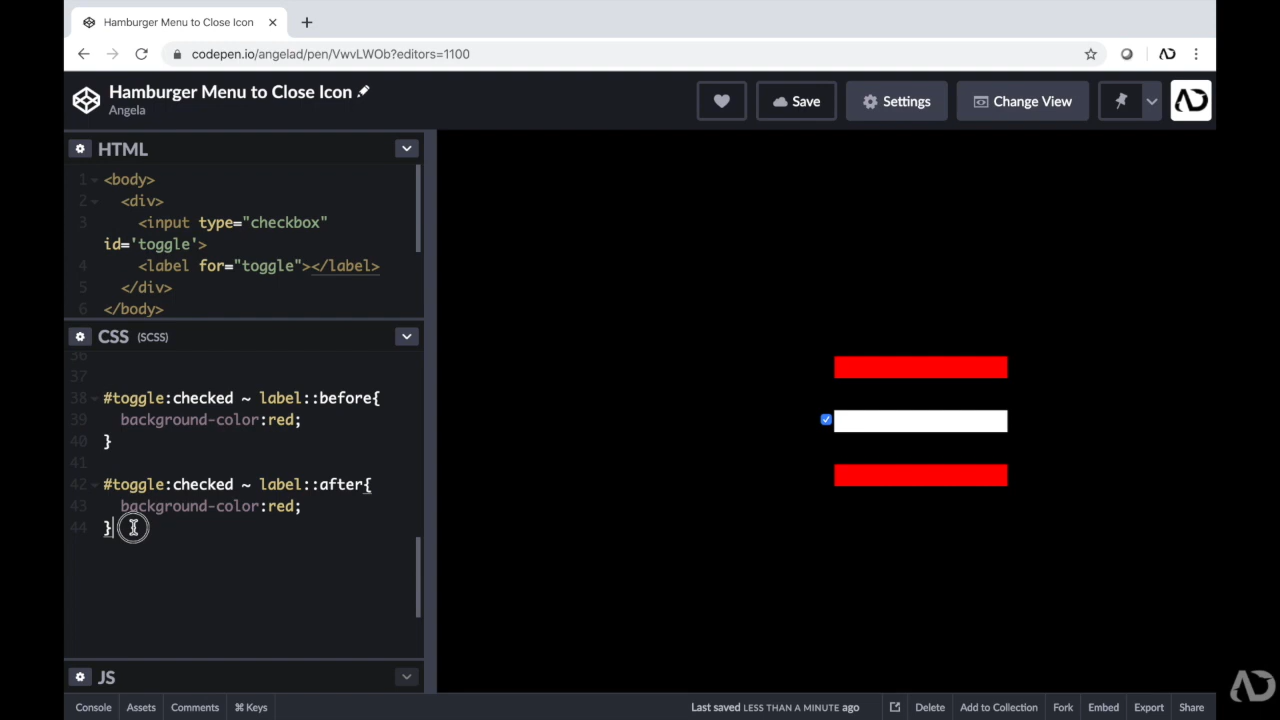 Hamburger Menu to Close Icon
codepen.io/angelad/pen/VwvLWOb?editors=1100
Hamburger Menu to Close Icon
Angela
Save
Settings
Change View
HTML
1 <body>
2 <div>
3 <input type="checkbox"
id='toggle'>
4 <label for="toggle"></label>
5 </div>
6 </body>
CSS (SCSS)
36
37
38 #toggle:checked ~ label::before{
39 background-color:red;
40 }
41
42 #toggle:checked ~ label::after{
43 background-color:red;
44 }
JS
Console Assets Comments ⌘ Keys Last saved LESS THAN A MINUTE ago Delete Add to Collection Fork Embed Export Share